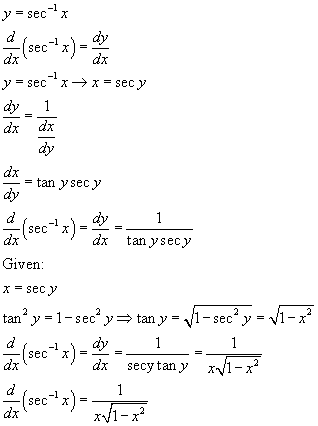 y = sec⁻¹ x
d/dx (sec⁻¹ x) = dy/dx
y = sec⁻¹ x → x = sec y
dy/dx = 1/(dx/dy)
dx/dy = tan y sec y
d/dx (sec⁻¹ x) = dy/dx = 1/(tan y sec y)
Given:
x = sec y
tan² y = 1 − sec² y ⇒ tan y = √(1 − sec² y) = √(1 − x²)
d/dx (sec⁻¹ x) = dy/dx = 1/(secy tan y) = 1/(x√(1 − x²))
d/dx (sec⁻¹ x) = 1/(x√(1 − x²))